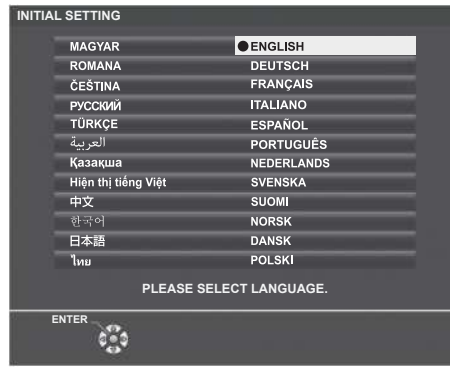 INITIAL SETTING
MAGYAR ENGLISH
ROMANA DEUTSCH
ČEŠTINA FRANÇAIS
РУССКИЙ ITALIANO
TÜRKÇE ESPAÑOL
العربية PORTUGUÊS
Қазақша NEDERLANDS
Hiện thị tiếng Việt SVENSKA
中文 SUOMI
한국어 NORSK
日本語 DANSK
ไทย POLSKI
PLEASE SELECT LANGUAGE.
ENTER